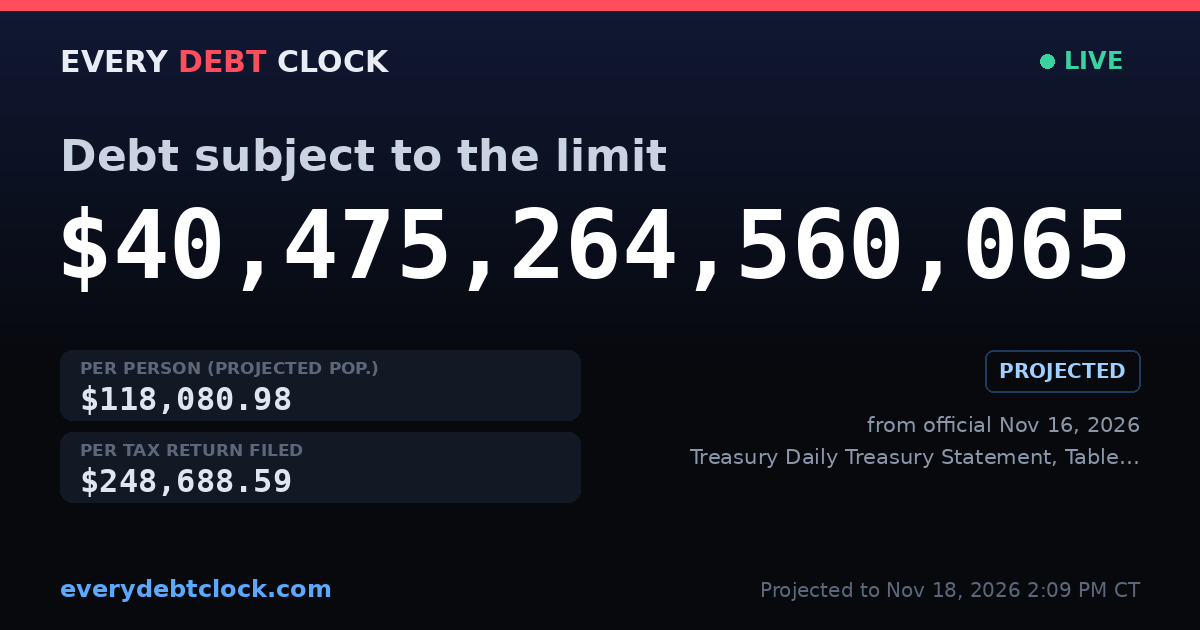 EVERY DEBT CLOCK
LIVE
Debt subject to the limit
$40,475,264,560,065
PER PERSON (PROJECTED POP.)
$118,080.98
PER TAX RETURN FILED
$248,688.59
PROJECTED
from official Nov 16, 2026
Treasury Daily Treasury Statement, Table…
everydebtclock.com
Projected to Nov 18, 2026 2:09 PM CT